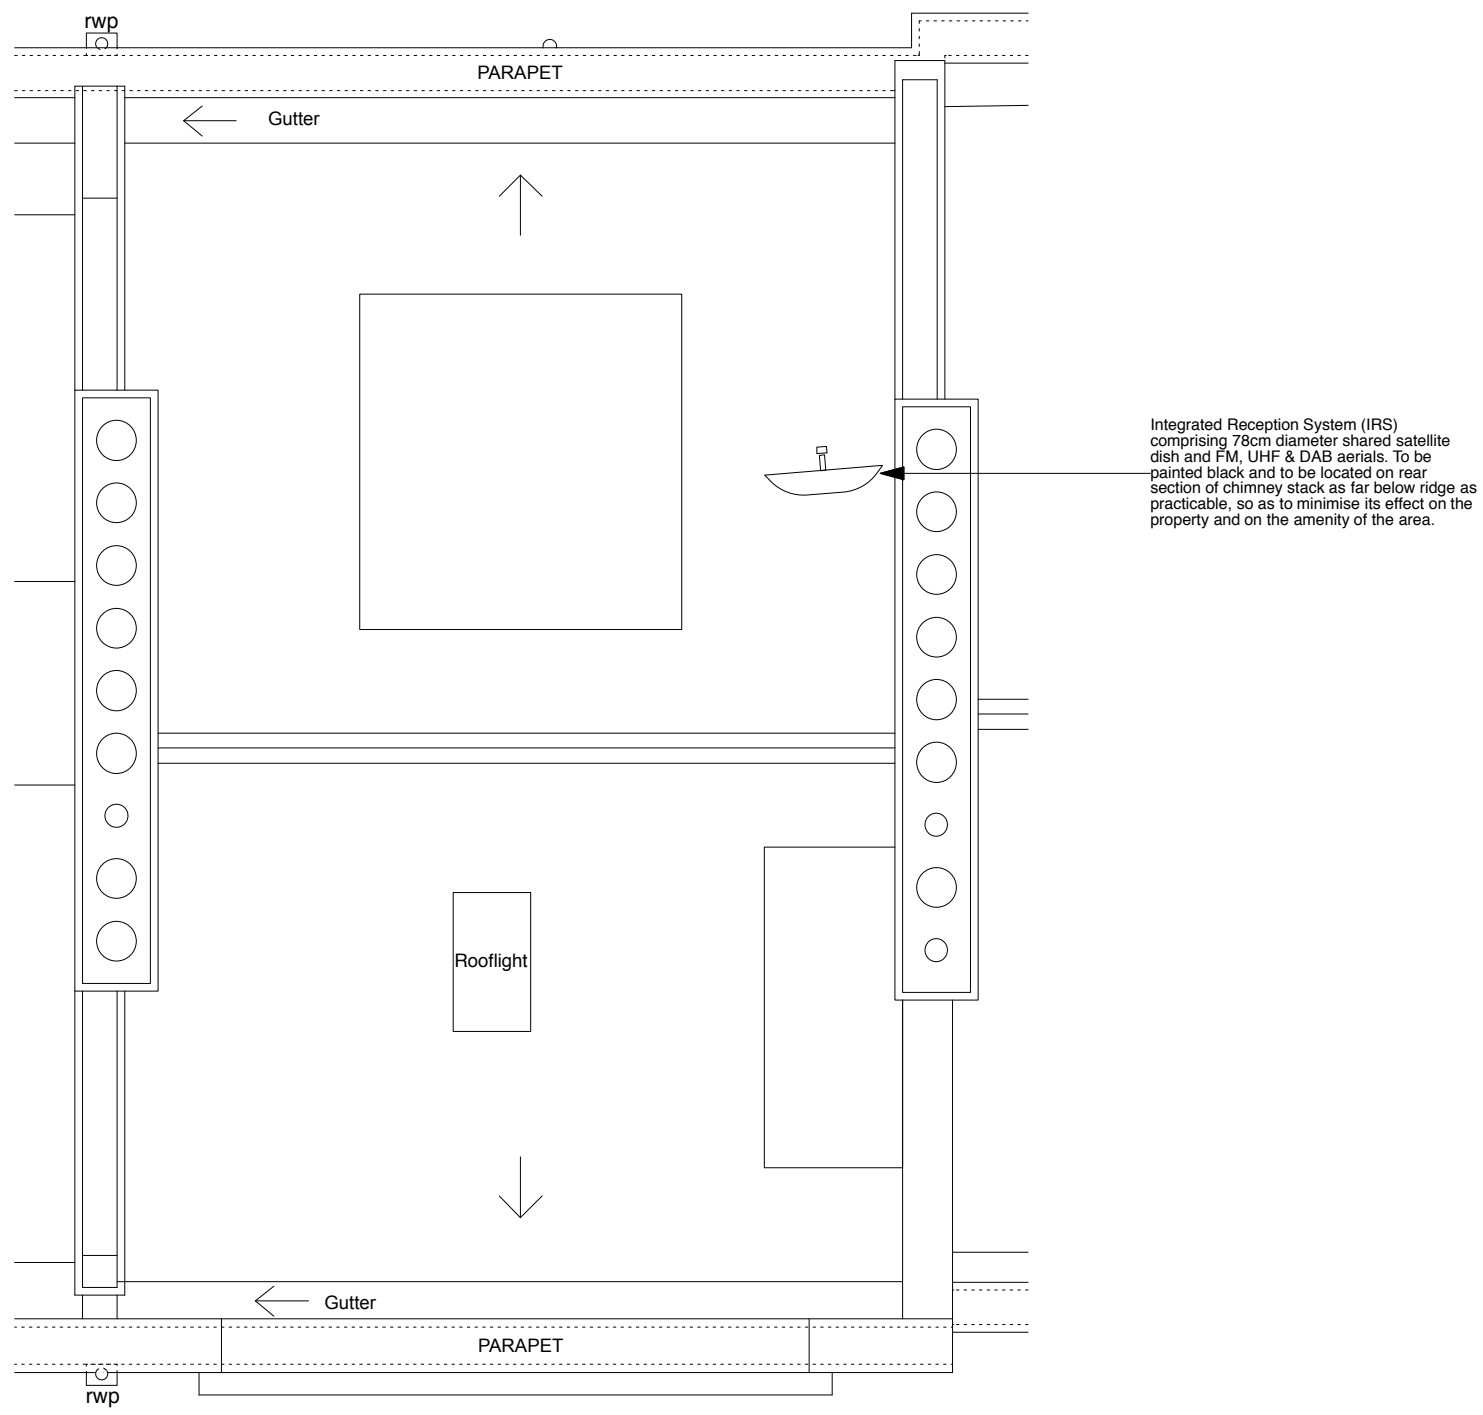 rwp
PARAPET
Gutter
Integrated Reception System (IRS)
comprising 78cm diameter shared satellite
dish and FM, UHF & DAB aerials. To be
painted black and to be located on rear
section of chimney stack as far below ridge as
practicable, so as to minimise its effect on the
property and on the amenity of the area.
Rooflight
Gutter
PARAPET
rwp